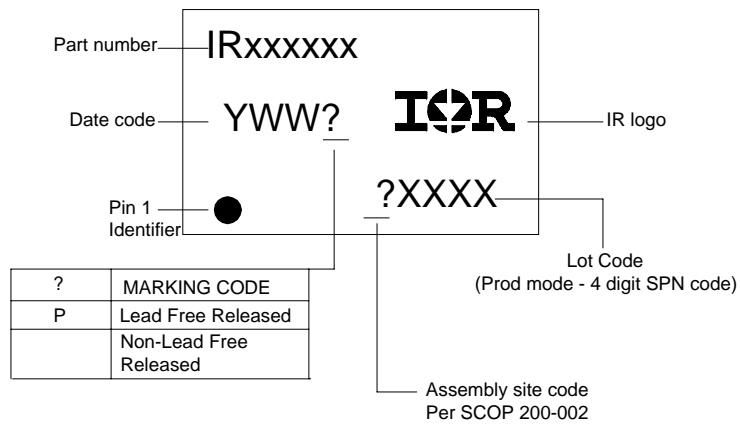 Part number
IRxxxxxx
Date code
YWW?
IOR
IR logo
Pin 1
Identifier
?XXXX
Lot Code
(Prod mode - 4 digit SPN code)
? MARKING CODE
P Lead Free Released
Non-Lead Free
Released
Assembly site code
Per SCOP 200-002